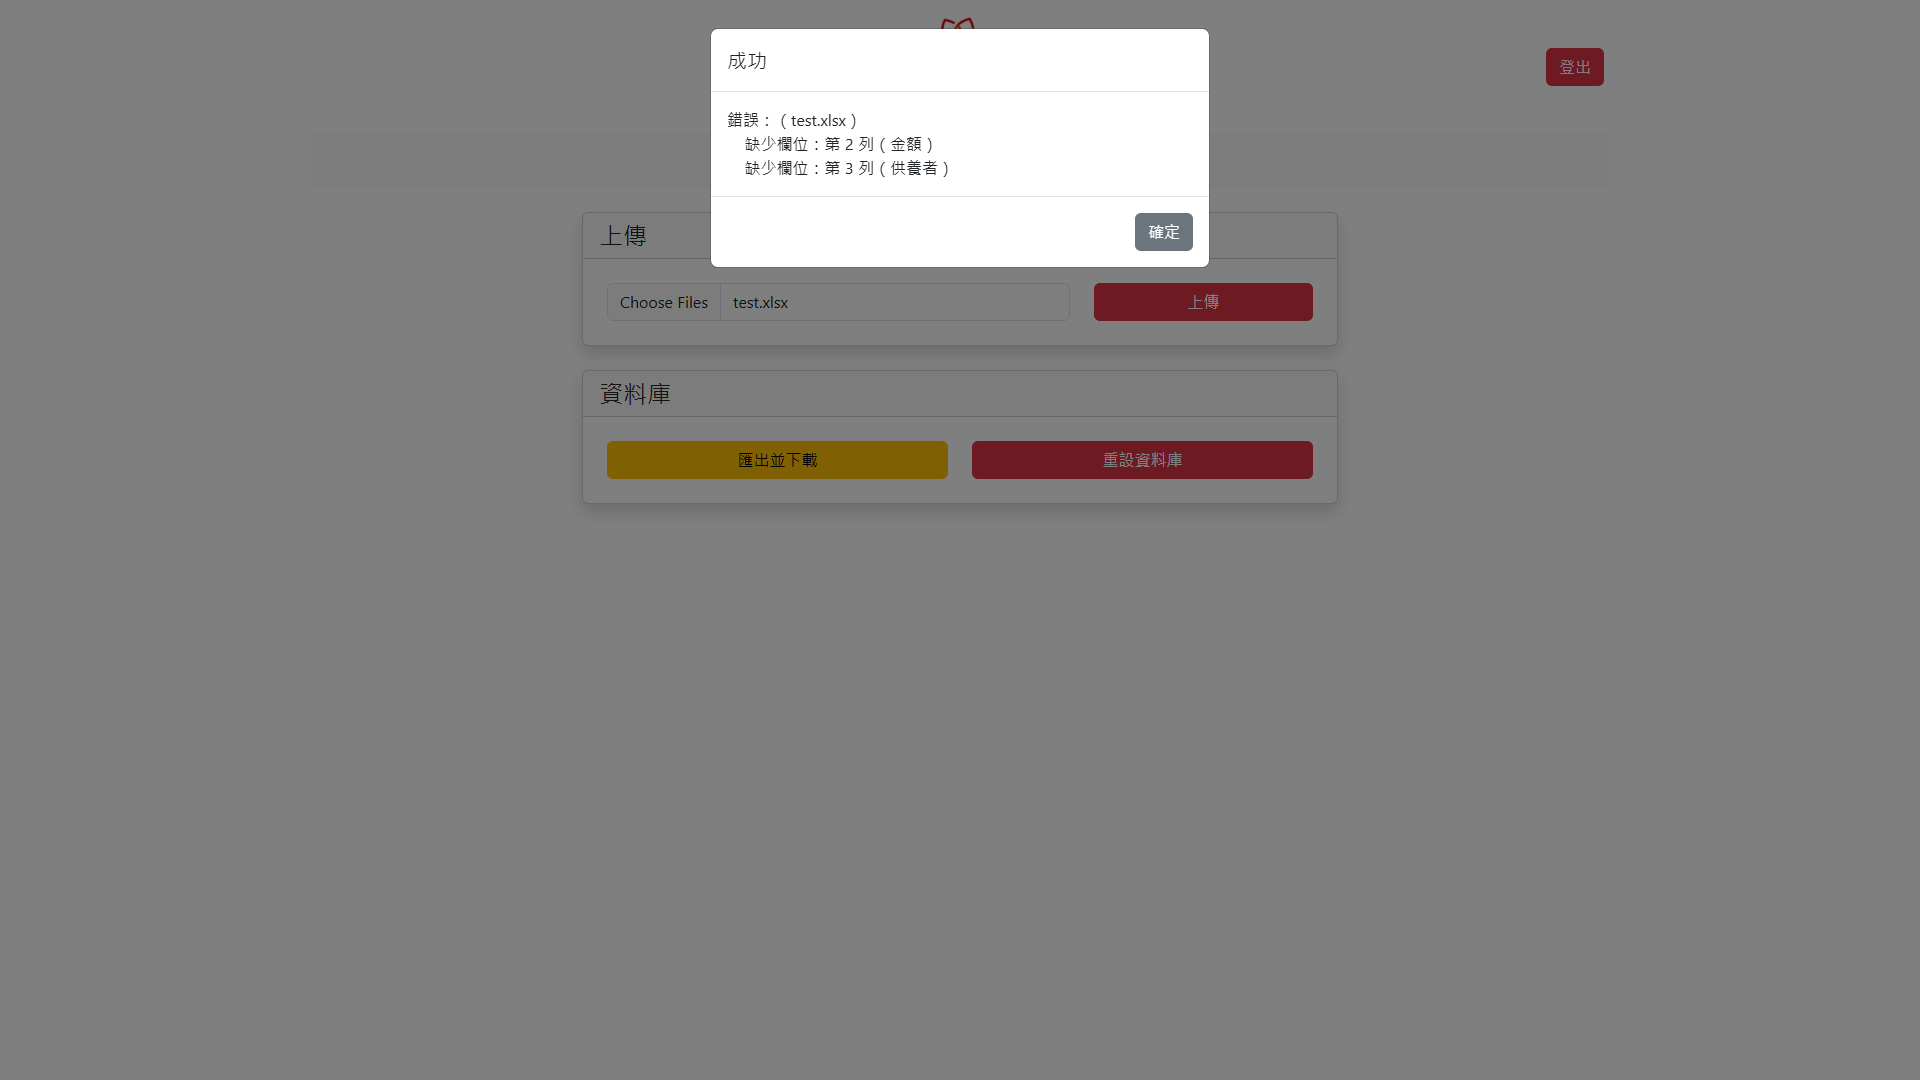 成功
登出
錯誤：（test.xlsx）
缺少欄位：第 2 列（金額）
缺少欄位：第 3 列（供養者）
確定
上傳
Choose Files test.xlsx 上傳
資料庫
匯出並下載 重設資料庫